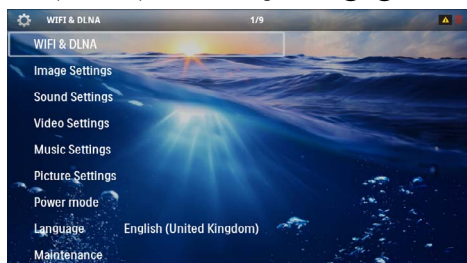 WIFI & DLNA 1/9
WIFI & DLNA
Image Settings
Sound Settings
Video Settings
Music Settings
Picture Settings
Power mode
Language English (United Kingdom)
Maintenance